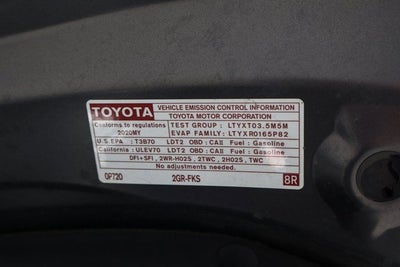 TOYOTA
VEHICLE EMISSION CONTROL INFORMATION
TOYOTA MOTOR CORPORATION
Conforms to regulations
2020MY
TEST GROUP : LTYXT03.5M5M
EVAP FAMILY: LTYXR0165P82
U.S.EPA : T3B70 LDT2 OBD:CAII Fuel : Gasoline
California : ULEV70 LDT2 OBD:CAII Fuel : Gasoline
DFI+SFI, 2WR-HO2S, 2TWC, 2HO2S, TWC
No adjustments needed.
0P720 2GR-FKS 8R